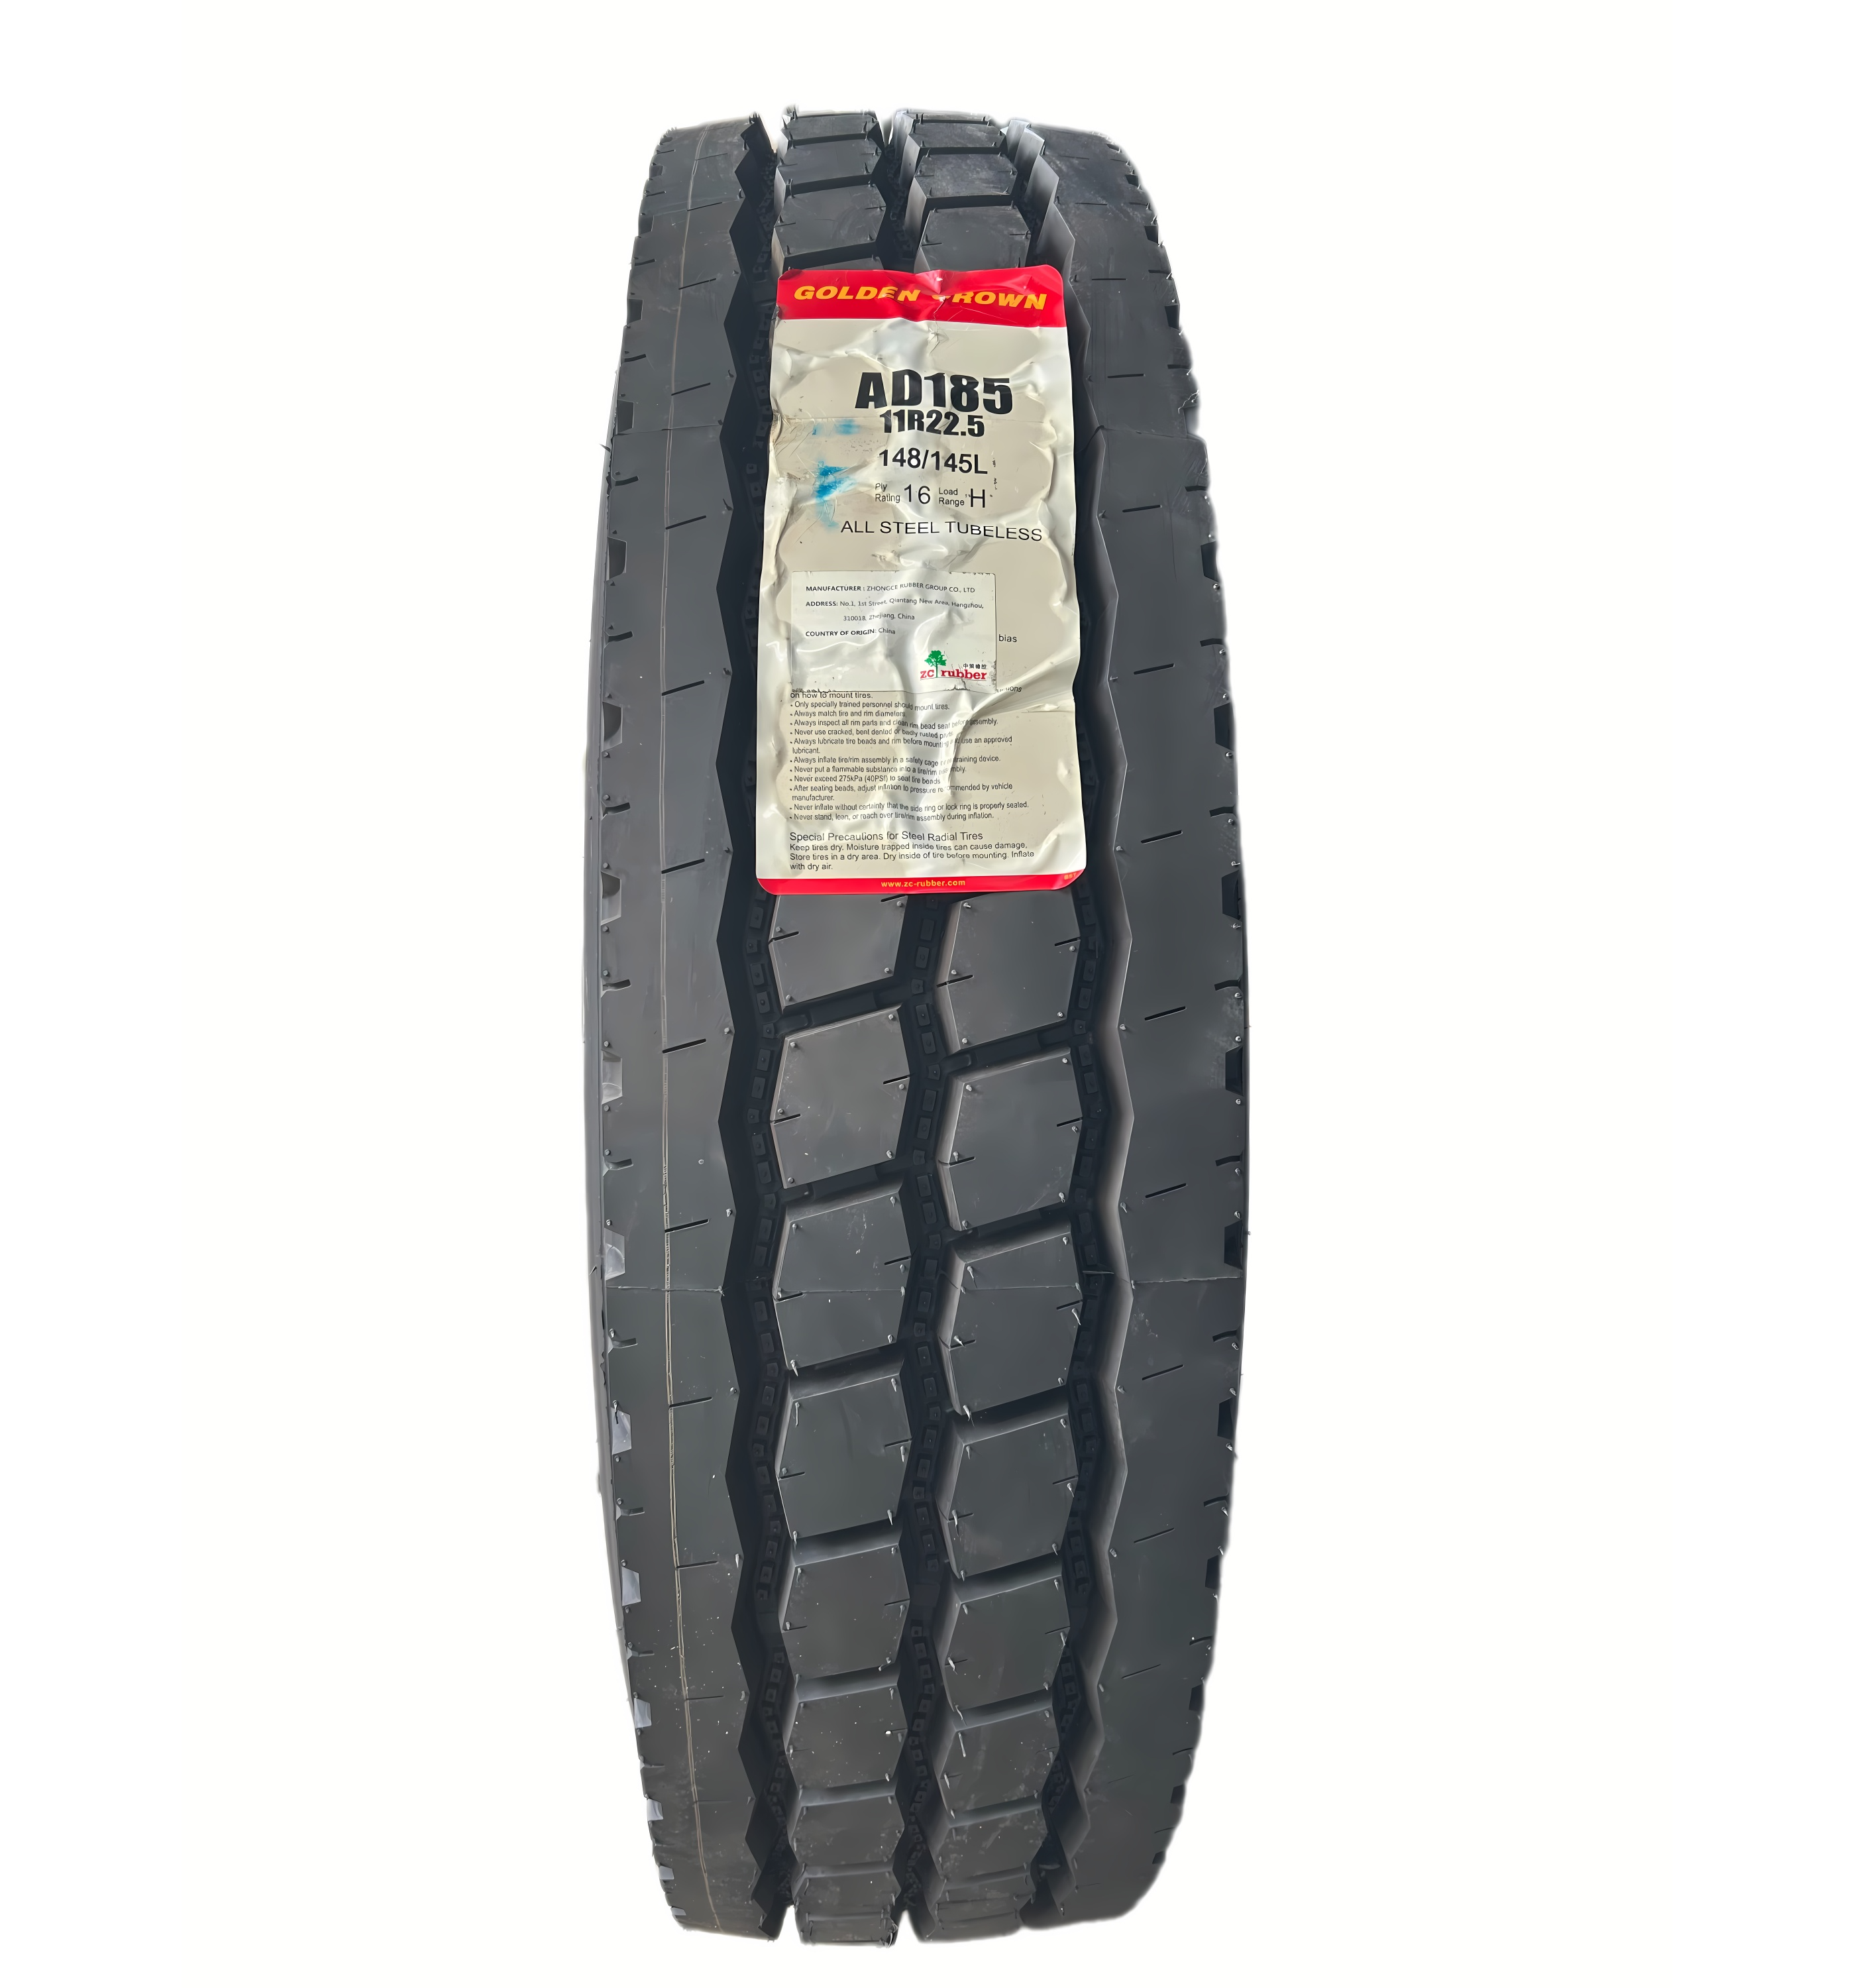 GOLDEN CROWN
AD185
11R22.5
148/145L
Ply Rating 16 Load Range H
ALL STEEL TUBELESS
MANUFACTURER : ZHONGCE RUBBER GROUP CO., LTD
ADDRESS: No.1, 1st Street, Qiantang New Area, Hangzhou,
310018, Zhejiang, China
COUNTRY OF ORIGIN: China
bias
中策橡胶
zc rubber
on how to mount tires.
• Only specially trained personnel should mount tires.
• Always match tire and rim diameters.
• Always inspect all rim parts and clean rim bead seat before assembly.
• Never use cracked, bent dented or badly rusted parts
• Always lubricate tire beads and rim before mounting and use an approved
lubricant.
• Always inflate tire/rim assembly in a safety cage restraining device.
• Never put a flammable substance into a tire/rim assembly.
• Never exceed 275kPa (40PSI) to seat tire beads
• After seating beads, adjust inflation to pressure recommended by vehicle
manufacturer.
• Never inflate without certainty that the side ring or lock ring is properly seated.
• Never stand, lean, or reach over tire/rim assembly during inflation.
Special Precautions for Steel Radial Tires
Keep tires dry. Moisture trapped inside tires can cause damage,
Store tires in a dry area. Dry inside of tire before mounting. Inflate
with dry air.
www.zc-rubber.com